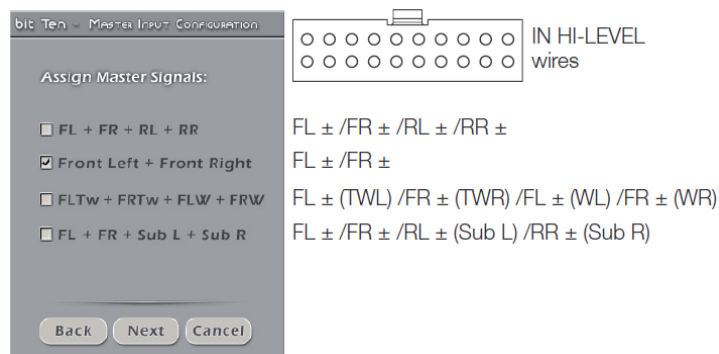 bit Ten - Master Input Configuration
IN HI-LEVEL
wires
Assign Master Signals:
FL + FR + RL + RR
FL ± /FR ± /RL ± /RR ±
Front Left + Front Right
FL ± /FR ±
FLTw + FRTw + FLW + FRW
FL ± (TWL) /FR ± (TWR) /FL ± (WL) /FR ± (WR)
FL + FR + Sub L + Sub R
FL ± /FR ± /RL ± (Sub L) /RR ± (Sub R)
Back
Next
Cancel